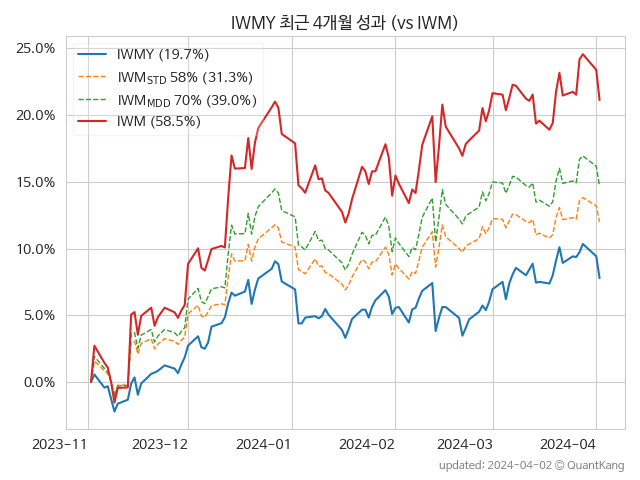 IWMY 최근 4개월 성과 (vs IWM)
IWMY (19.7%)
IWM_STD 58% (31.3%)
IWM_MDD 70% (39.0%)
IWM (58.5%)
25.0%
20.0%
15.0%
10.0%
5.0%
0.0%
2023-11 2023-12 2024-01 2024-02 2024-03 2024-04
updated: 2024-04-02 © QuantKang